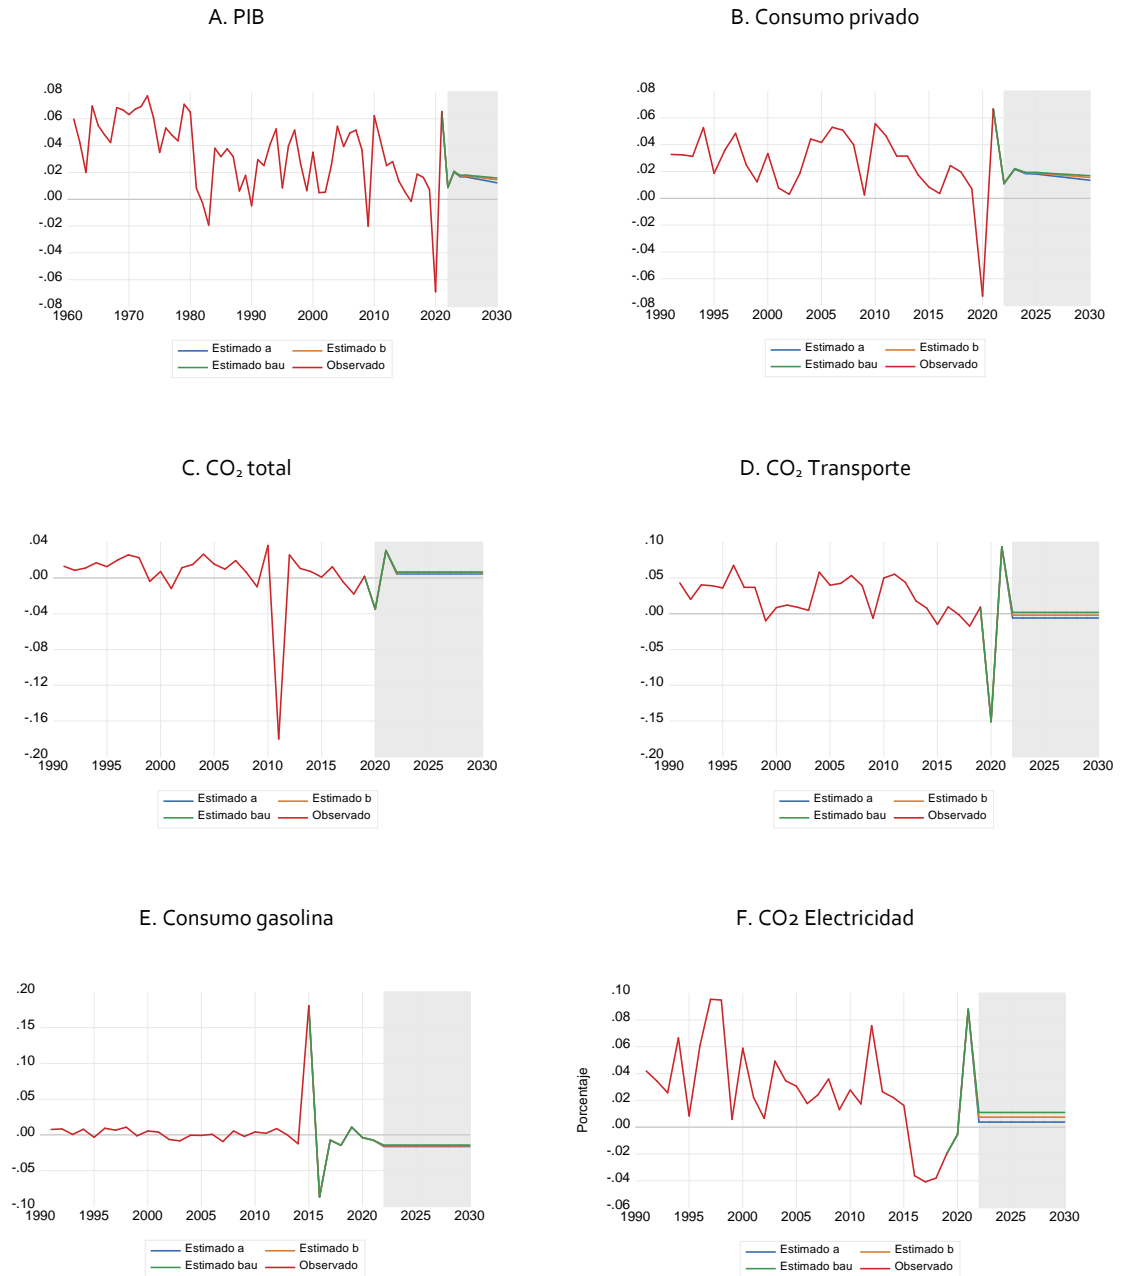 A. PIB
.08
.06
.04
.02
.00
-.02
-.04
-.06
-.08
1960 1970 1980 1990 2000 2010 2020 2030
Estimado a Estimado b
Estimado bau Observado
B. Consumo privado
.08
.06
.04
.02
.00
-.02
-.04
-.06
-.08
1990 1995 2000 2005 2010 2015 2020 2025 2030
Estimado a Estimado b
Estimado bau Observado
C. CO₂ total
.04
.00
-.04
-.08
-.12
-.16
-.20
1990 1995 2000 2005 2010 2015 2020 2025 2030
Estimado a Estimado b
Estimado bau Observado
D. CO₂ Transporte
.10
.05
.00
-.05
-.10
-.15
-.20
1990 1995 2000 2005 2010 2015 2020 2025 2030
Estimado a Estimado b
Estimado bau Observado
E. Consumo gasolina
.20
.15
.10
.05
.00
-.05
-.10
1990 1995 2000 2005 2010 2015 2020 2025 2030
Estimado a Estimado b
Estimado bau Observado
F. CO2 Electricidad
Porcentaje
.10
.08
.06
.04
.02
.00
-.02
-.04
-.06
1990 1995 2000 2005 2010 2015 2020 2025 2030
Estimado a Estimado b
Estimado bau Observado